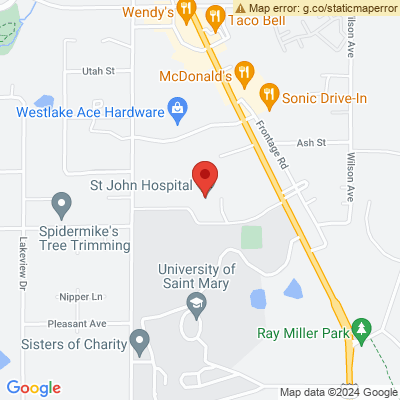 Map error: g.co/staticmaperror
Wendy's
Taco Bell
Wilson Ave
Utah St
McDonald's
Sonic Drive-In
Westlake Ace Hardware
Frontage Rd
Ash St
Wilson Ave
St John Hospital
Spidermike's
Tree Trimming
Lakeview Dr
University of
Saint Mary
Nipper Ln
Pleasant Ave
Ray Miller Park
Sisters of Charity
Google
Map data ©2024 Google